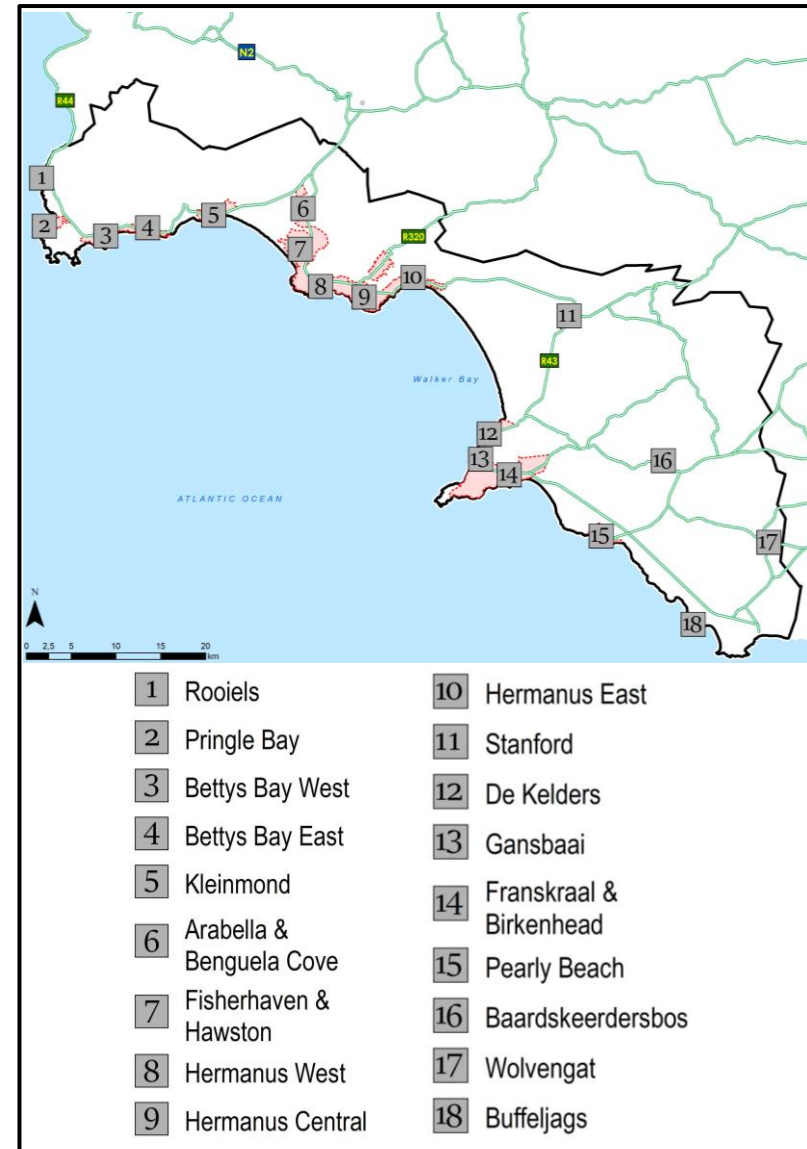 N2
R44
1
2
3
4
5
6
7
8
9
10
R320
11
R43
Walker Bay
12
13
14
16
ATLANTIC OCEAN
15
17
18
N
0 2,5 5 10 15 20
km
1 Rooiels
2 Pringle Bay
3 Bettys Bay West
4 Bettys Bay East
5 Kleinmond
6 Arabella &
Benguela Cove
7 Fisherhaven &
Hawston
8 Hermanus West
9 Hermanus Central
10 Hermanus East
11 Stanford
12 De Kelders
13 Gansbaai
14 Franskraal &
Birkenhead
15 Pearly Beach
16 Baardskeerdersbos
17 Wolvengat
18 Buffeljags